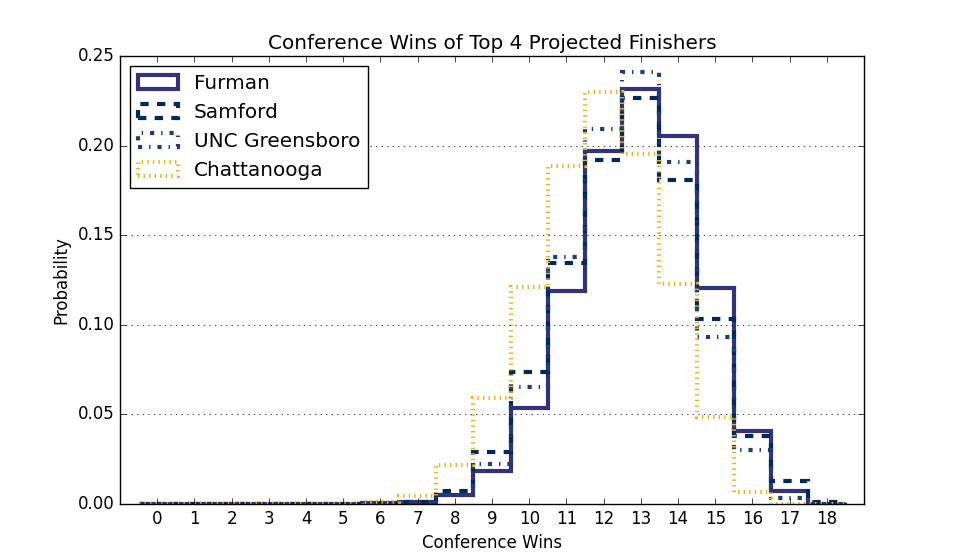 Conference Wins of Top 4 Projected Finishers
Furman
Samford
UNC Greensboro
Chattanooga
0.25
0.20
0.15
0.10
0.05
0.00
Probability
0 1 2 3 4 5 6 7 8 9 10 11 12 13 14 15 16 17 18
Conference Wins